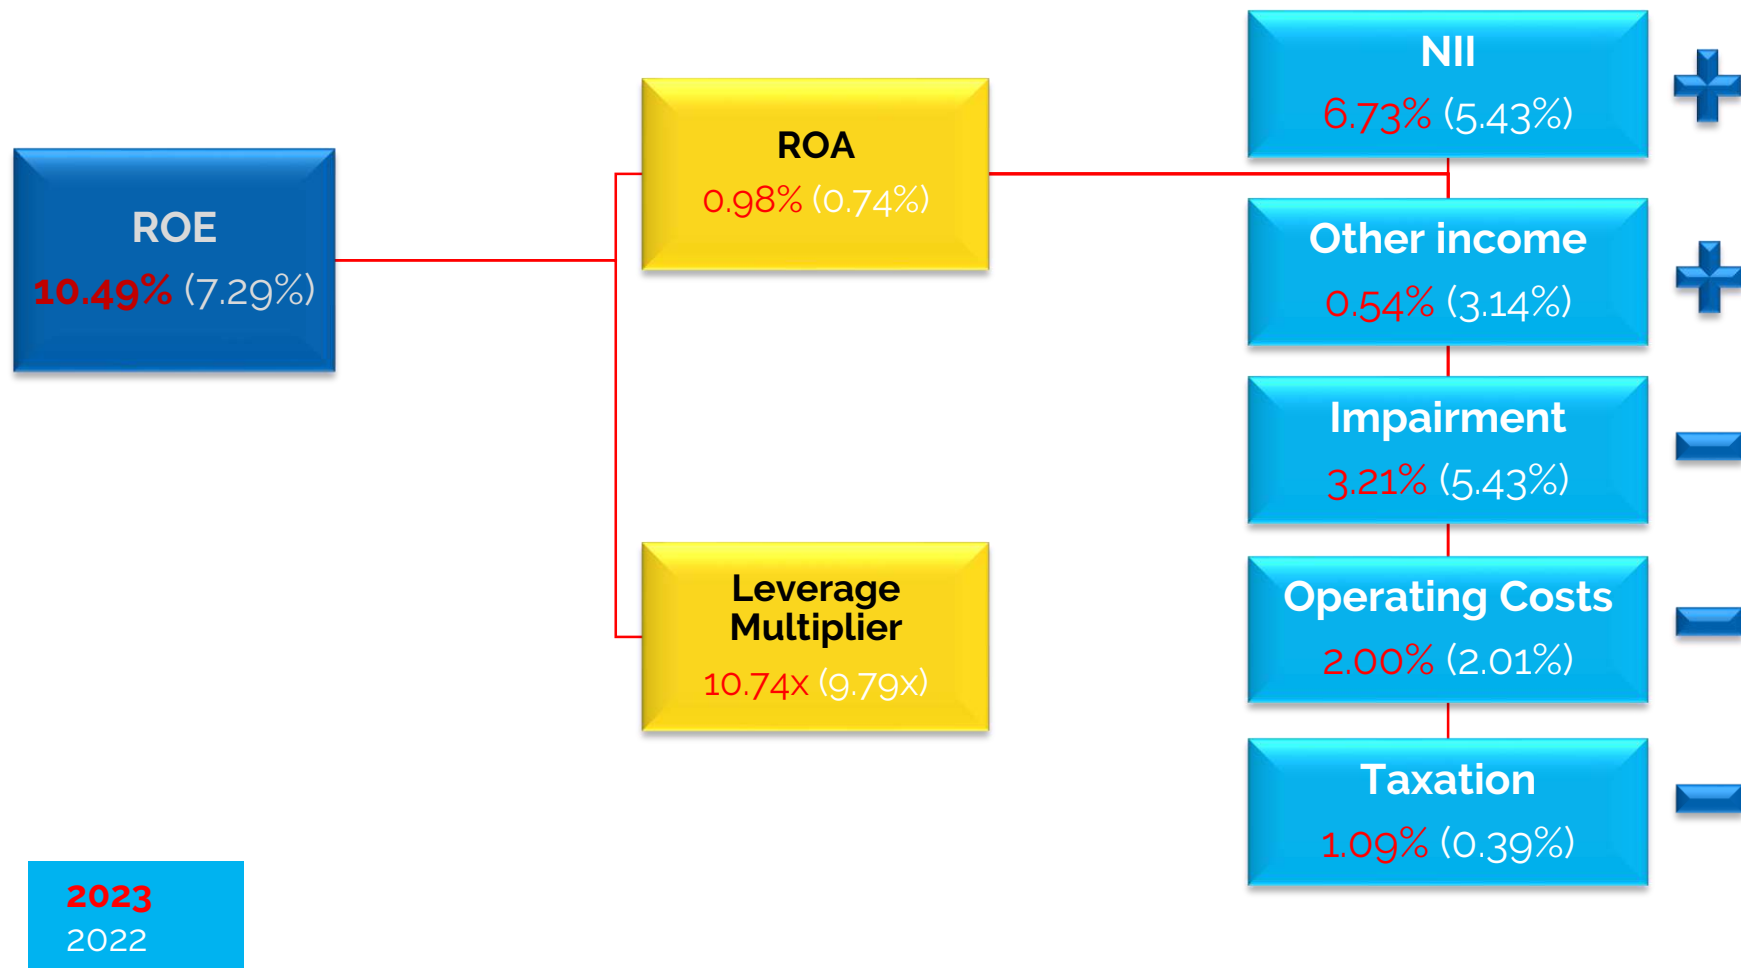 ROE
10.49% (7.29%)
ROA
0.98% (0.74%)
Leverage
Multiplier
10.74x (9.79x)
NII
6.73% (5.43%)
Other income
0.54% (3.14%)
Impairment
3.21% (5.43%)
Operating Costs
2.00% (2.01%)
Taxation
1.09% (0.39%)
2023
2022